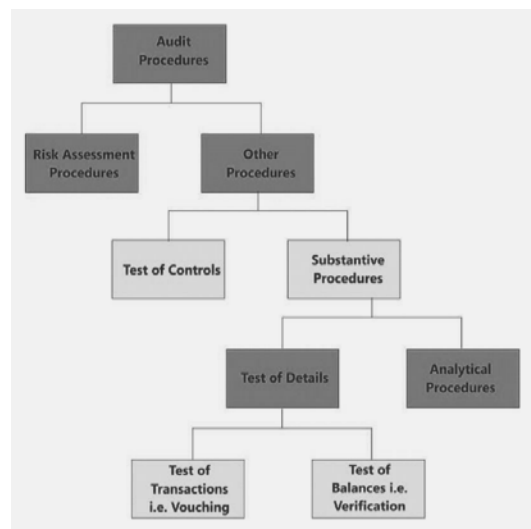 Audit
Procedures
Risk Assessment
Procedures
Other
Procedures
Test of Controls
Substantive
Procedures
Test of Details
Analytical
Procedures
Test of
Transactions
i.e. Vouching
Test of
Balances i.e.
Verification